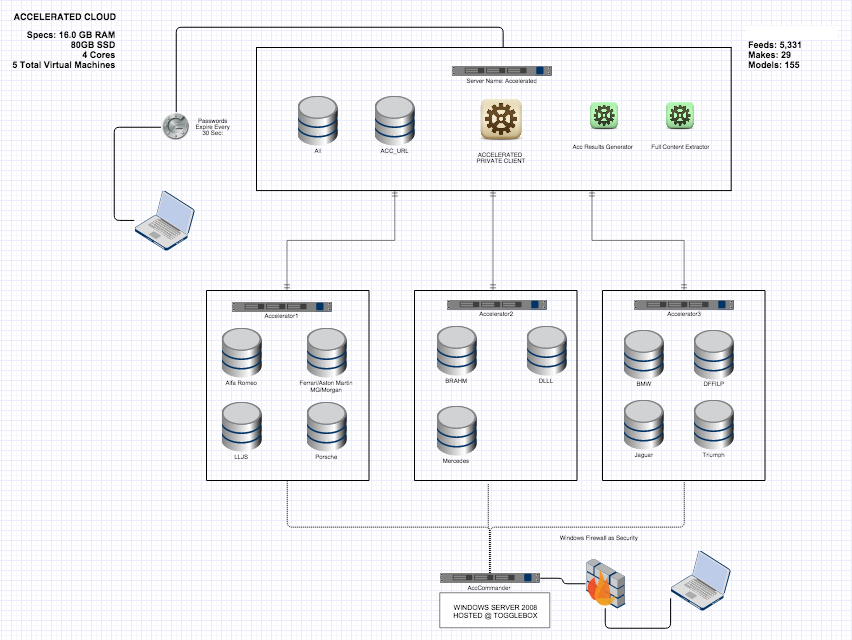 ACCELERATED CLOUD
Specs: 16.0 GB RAM
80GB SSD
4 Cores
5 Total Virtual Machines
Feeds: 5,331
Makes: 29
Models: 155
Server Name: Accelerated
Passwords
Expire Every
30 Sec.
All
ACC_URL
ACCELERATED
PRIVATE CLIENT
Acc Results Generator
Full Content Extractor
Accelerator1
Alfa Romeo
Ferrari/Aston Martin
MG/Morgan
LLJS
Porsche
Accelerator2
BRAHM
DLLL
Mercedes
Accelerator3
BMW
DFFILP
Jaguar
Triumph
Windows Firewall as Security
AccCommander
WINDOWS SERVER 2008
HOSTED @ TOGGLEBOX